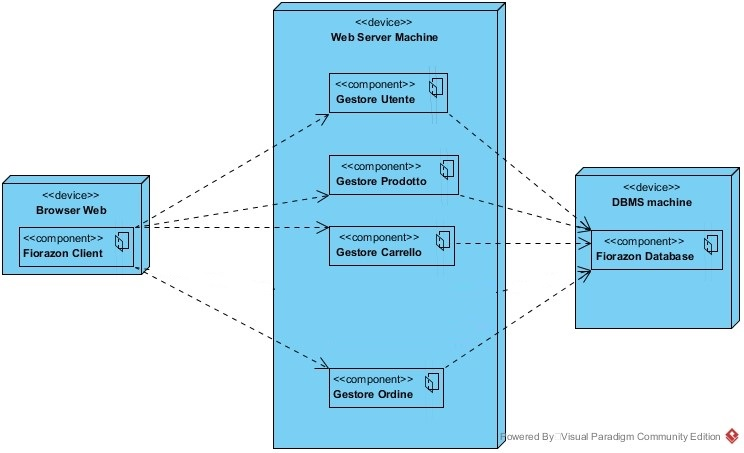 <<device>>
Browser Web
<<component>>
Fiorazon Client
<<device>>
Web Server Machine
<<component>>
Gestore Utente
<<component>>
Gestore Prodotto
<<component>>
Gestore Carrello
<<component>>
Gestore Ordine
<<device>>
DBMS machine
<<component>>
Fiorazon Database
Powered By Visual Paradigm Community Edition